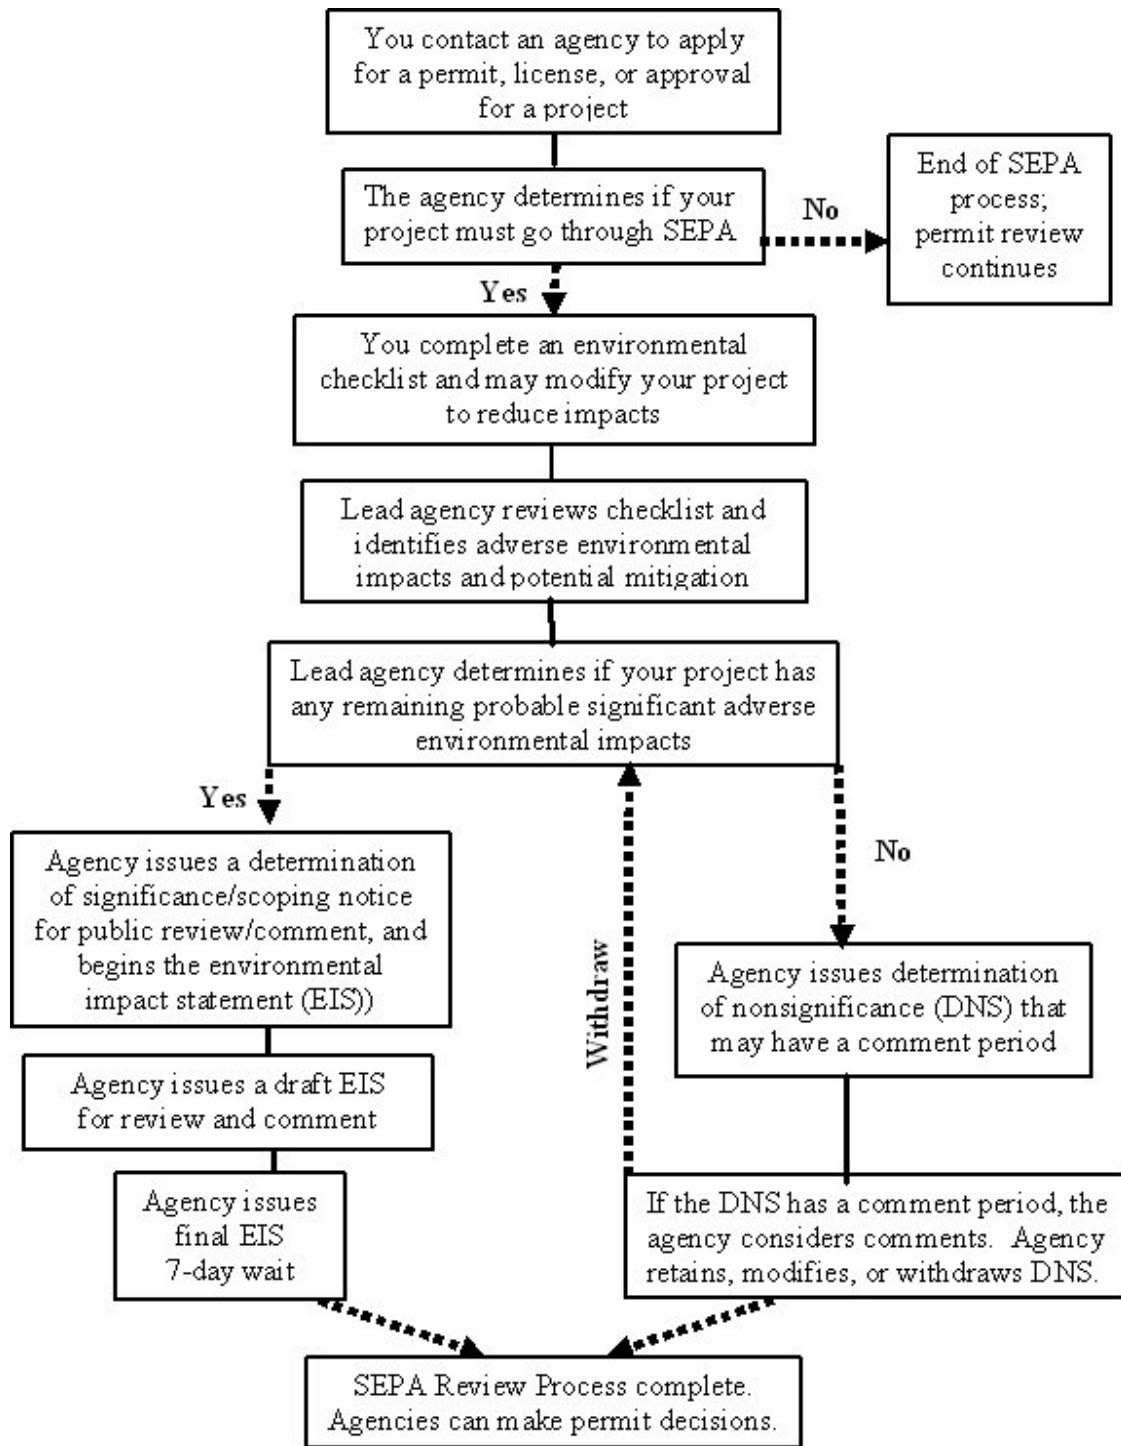 You contact an agency to apply
for a permit, license, or approval
for a project
The agency determines if your
project must go through SEPA
No
End of SEPA
process;
permit review
continues
Yes
You complete an environmental
checklist and may modify your project
to reduce impacts
Lead agency reviews checklist and
identifies adverse environmental
impacts and potential mitigation
Lead agency determines if your project has
any remaining probable significant adverse
environmental impacts
Yes
No
Agency issues a determination
of significance/scoping notice
for public review/comment, and
begins the environmental
impact statement (EIS))
Withdraw
Agency issues determination
of nonsignificance (DNS) that
may have a comment period
Agency issues a draft EIS
for review and comment
Agency issues
final EIS
7-day wait
If the DNS has a comment period, the
agency considers comments.  Agency
retains, modifies, or withdraws DNS.
SEPA Review Process complete.
Agencies can make permit decisions.